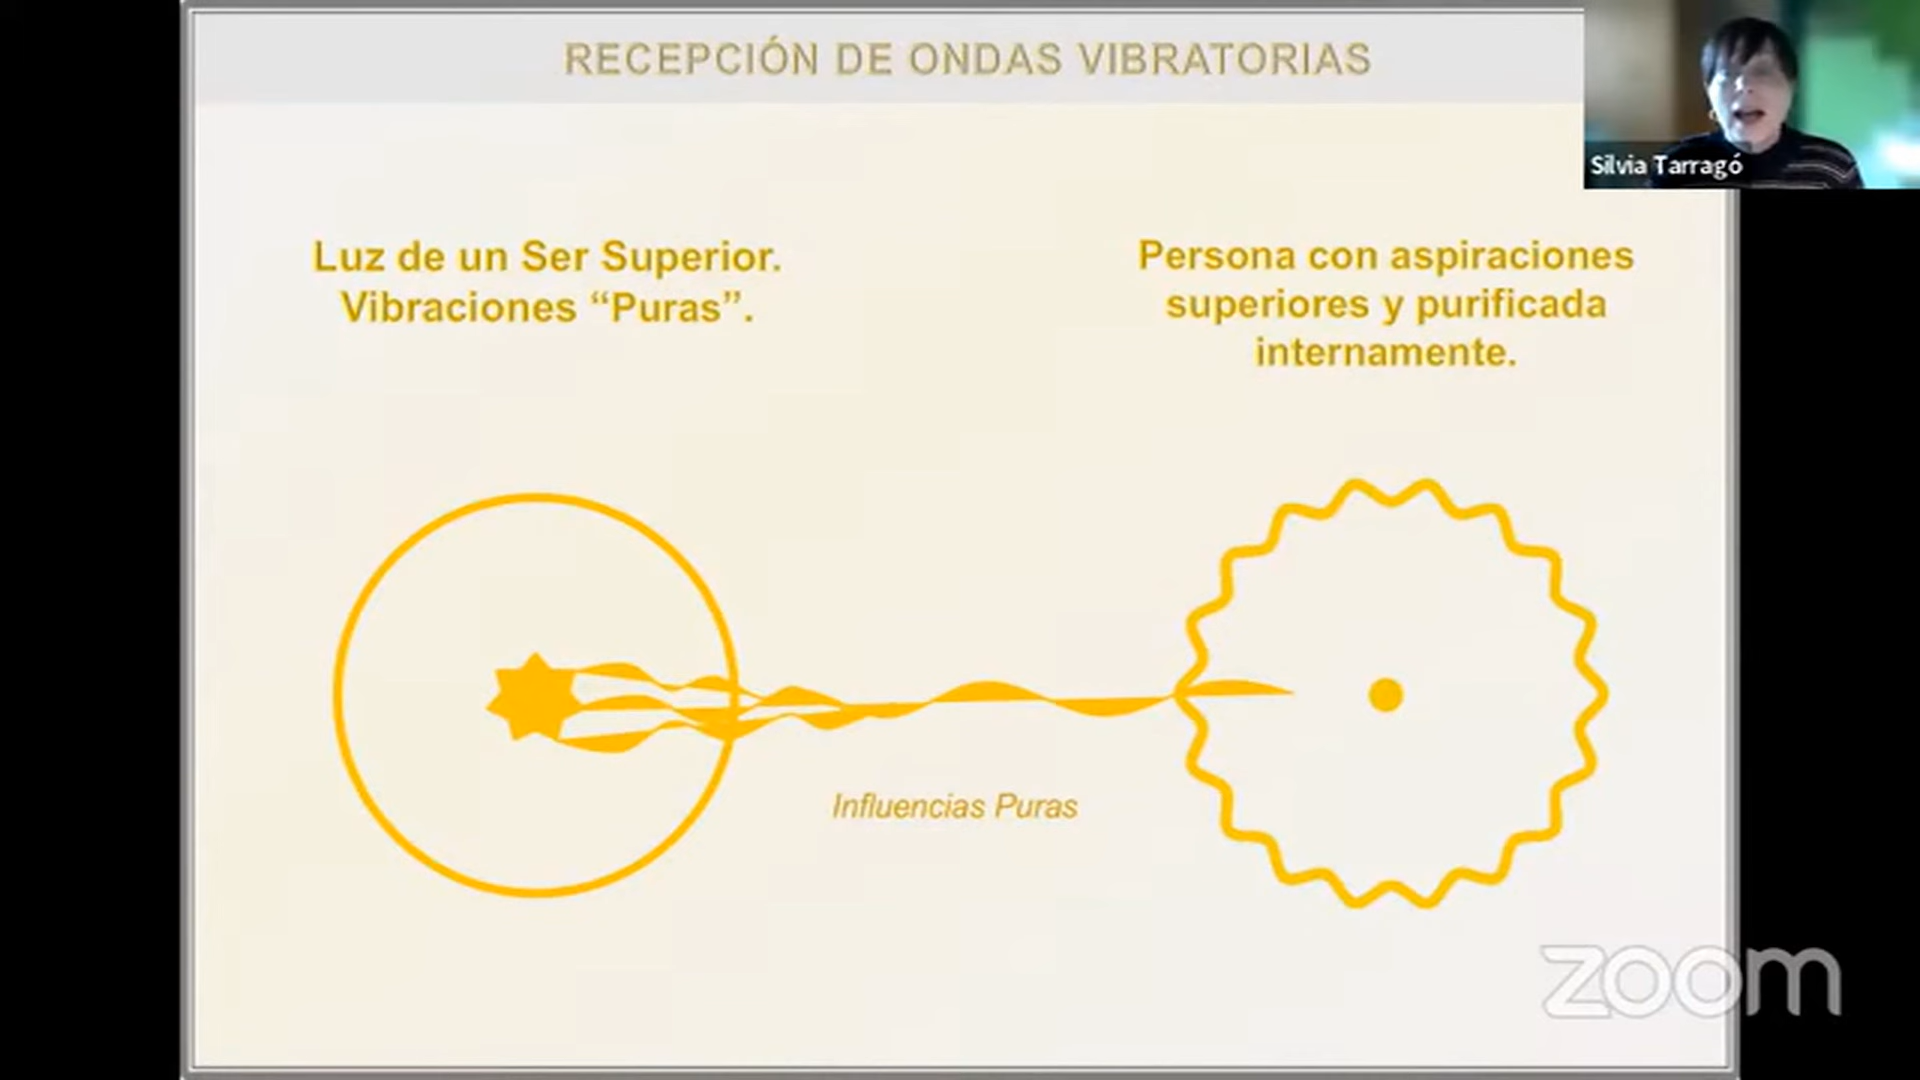 RECEPCIÓN DE ONDAS VIBRATORIAS
Silvia Tarragó
Luz de un Ser Superior.
Vibraciones “Puras”.
Persona con aspiraciones
superiores y purificada
internamente.
Influencias Puras
zoom